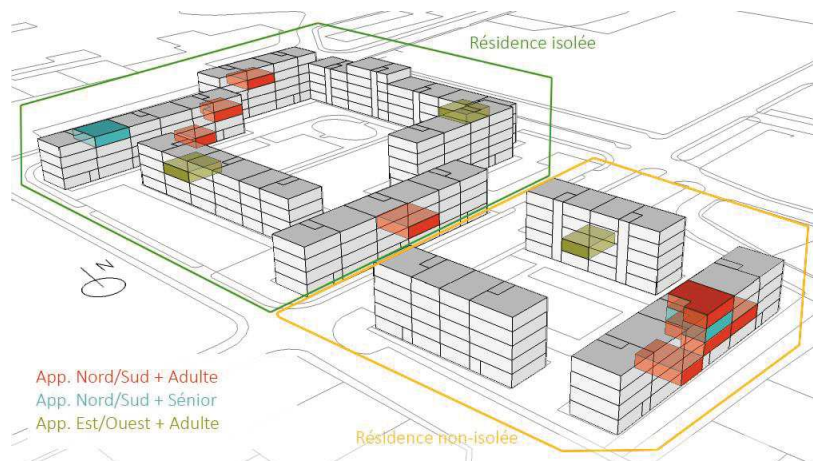 Résidence isolée
N
App. Nord/Sud + Adulte
App. Nord/Sud + Sénior
App. Est/Ouest + Adulte
Résidence non-isolée